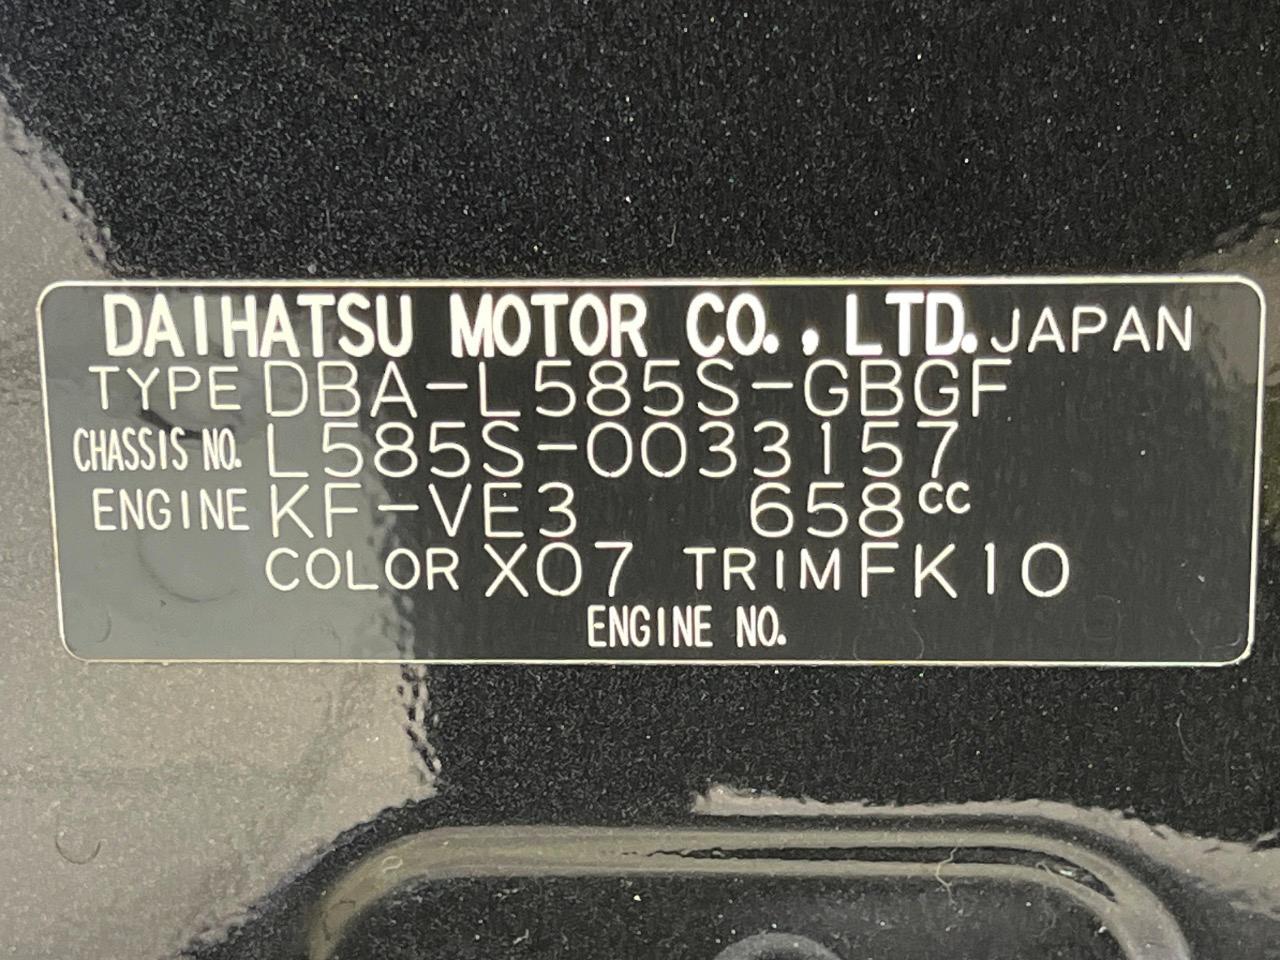 DAIHATSU MOTOR CO., LTD. JAPAN
TYPE DBA-L585S-GBGF
CHASSIS NO. L585S-0033157
ENGINE KF-VE3 658cc
COLOR X07 TRIM FK10
ENGINE NO.